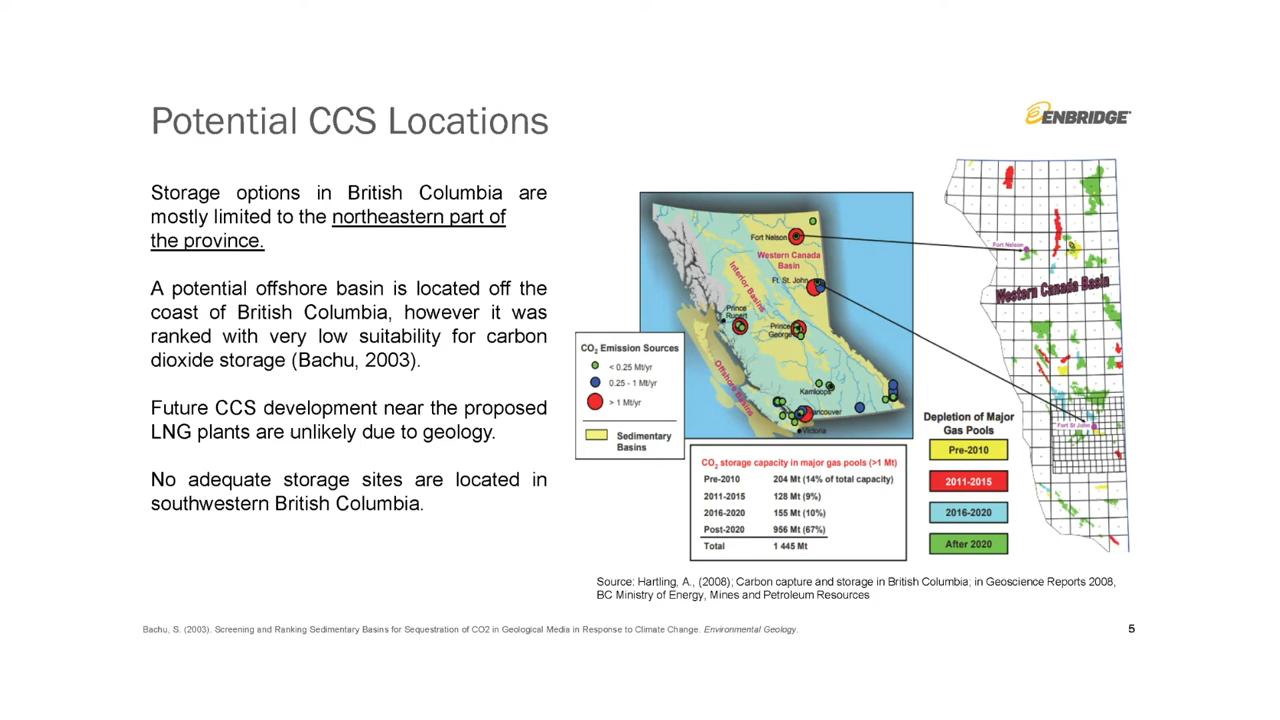 Potential CCS Locations
ENBRIDGE
Storage options in British Columbia are
mostly limited to the northeastern part of
the province.
A potential offshore basin is located off the
coast of British Columbia, however it was
ranked with very low suitability for carbon
dioxide storage (Bachu, 2003).
Future CCS development near the proposed
LNG plants are unlikely due to geology.
No adequate storage sites are located in
southwestern British Columbia.
Fort Nelson
Western Canada
Basin
Interior Basins
Ft. St. John
Prince
Rupert
Prince
George
Offshore Basins
Kamloops
Vancouver
Victoria
CO2 Emission Sources
< 0.25 Mt/yr
0.25 - 1 Mt/yr
> 1 Mt/yr
Sedimentary
Basins
CO2 storage capacity in major gas pools (>1 Mt)
Pre-2010 204 Mt (14% of total capacity)
2011-2015 128 Mt (9%)
2016-2020 155 Mt (10%)
Post-2020 956 Mt (67%)
Total 1 445 Mt
Fort Nelson
Western Canada Basin
Fort St John
Depletion of Major
Gas Pools
Pre-2010
2011-2015
2016-2020
After 2020
Source: Hartling, A., (2008); Carbon capture and storage in British Columbia; in Geoscience Reports 2008,
BC Ministry of Energy, Mines and Petroleum Resources
Bachu, S. (2003). Screening and Ranking Sedimentary Basins for Sequestration of CO2 in Geological Media in Response to Climate Change. Environmental Geology.
5